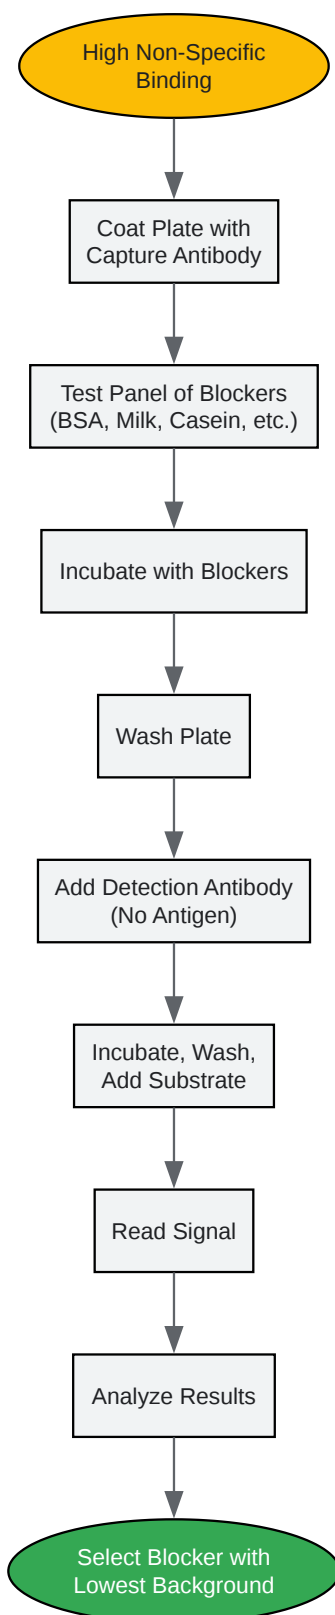 High Non-Specific
Binding
Coat Plate with
Capture Antibody
Test Panel of Blockers
(BSA, Milk, Casein, etc.)
Incubate with Blockers
Wash Plate
Add Detection Antibody
(No Antigen)
Incubate, Wash,
Add Substrate
Read Signal
Analyze Results
Select Blocker with
Lowest Background